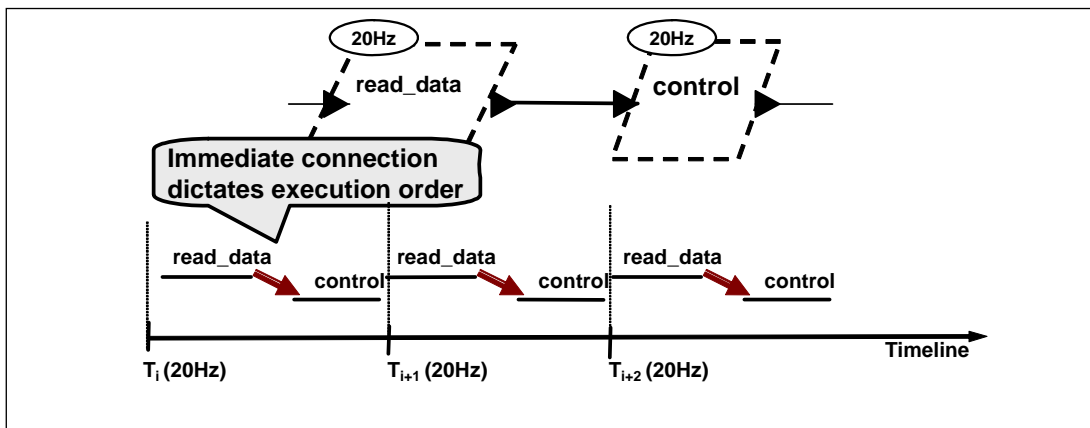 20Hz
20Hz
read_data
control
Immediate connection
dictates execution order
read_data
read_data
read_data
control
control
control
Timeline
Ti (20Hz)
Ti+1 (20Hz)
Ti+2 (20Hz)